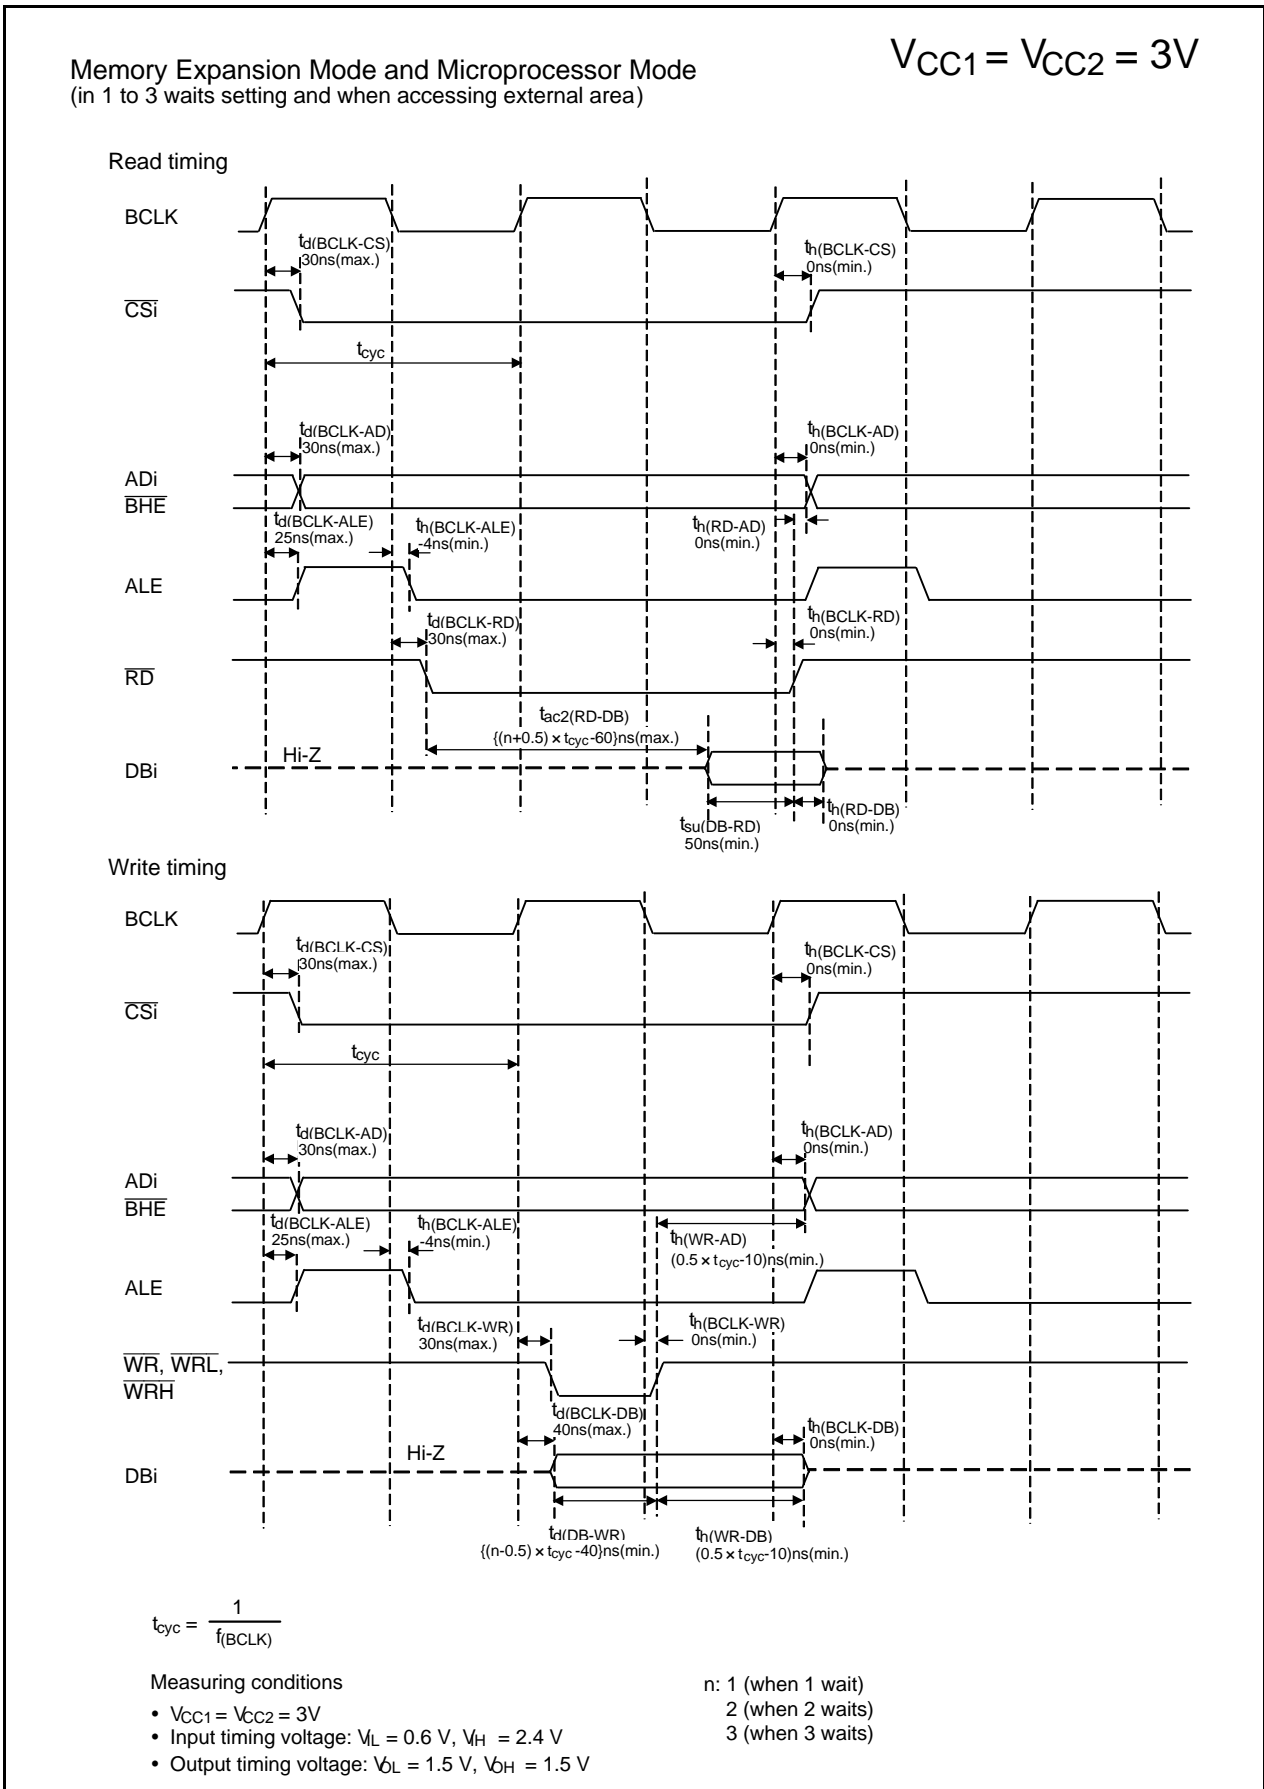 VCC1 = VCC2 = 3V
Memory Expansion Mode and Microprocessor Mode
(in 1 to 3 waits setting and when accessing external area)
Read timing
BCLK
td(BCLK-CS)
30ns(max.)
th(BCLK-CS)
0ns(min.)
CSi
tcyc
td(BCLK-AD)
30ns(max.)
th(BCLK-AD)
0ns(min.)
ADi
BHE
td(BCLK-ALE)
25ns(max.)
th(BCLK-ALE)
-4ns(min.)
th(RD-AD)
0ns(min.)
ALE
td(BCLK-RD)
30ns(max.)
th(BCLK-RD)
0ns(min.)
RD
tac2(RD-DB)
{(n+0.5) × tcyc-60}ns(max.)
Hi-Z
DBi
tsu(DB-RD)
50ns(min.)
th(RD-DB)
0ns(min.)
Write timing
BCLK
td(BCLK-CS)
30ns(max.)
th(BCLK-CS)
0ns(min.)
CSi
tcyc
td(BCLK-AD)
30ns(max.)
th(BCLK-AD)
0ns(min.)
ADi
BHE
td(BCLK-ALE)
25ns(max.)
th(BCLK-ALE)
-4ns(min.)
th(WR-AD)
(0.5 × tcyc-10)ns(min.)
ALE
td(BCLK-WR)
30ns(max.)
th(BCLK-WR)
0ns(min.)
WR, WRL,
WRH
td(BCLK-DB)
40ns(max.)
th(BCLK-DB)
0ns(min.)
Hi-Z
DBi
td(DB-WR)
{(n-0.5) × tcyc -40}ns(min.)
th(WR-DB)
(0.5 × tcyc-10)ns(min.)
tcyc = 1
f(BCLK)
Measuring conditions
• VCC1 = VCC2 = 3V
• Input timing voltage: VIL = 0.6 V, VIH = 2.4 V
• Output timing voltage: VOL = 1.5 V, VOH = 1.5 V
n: 1 (when 1 wait)
2 (when 2 waits)
3 (when 3 waits)